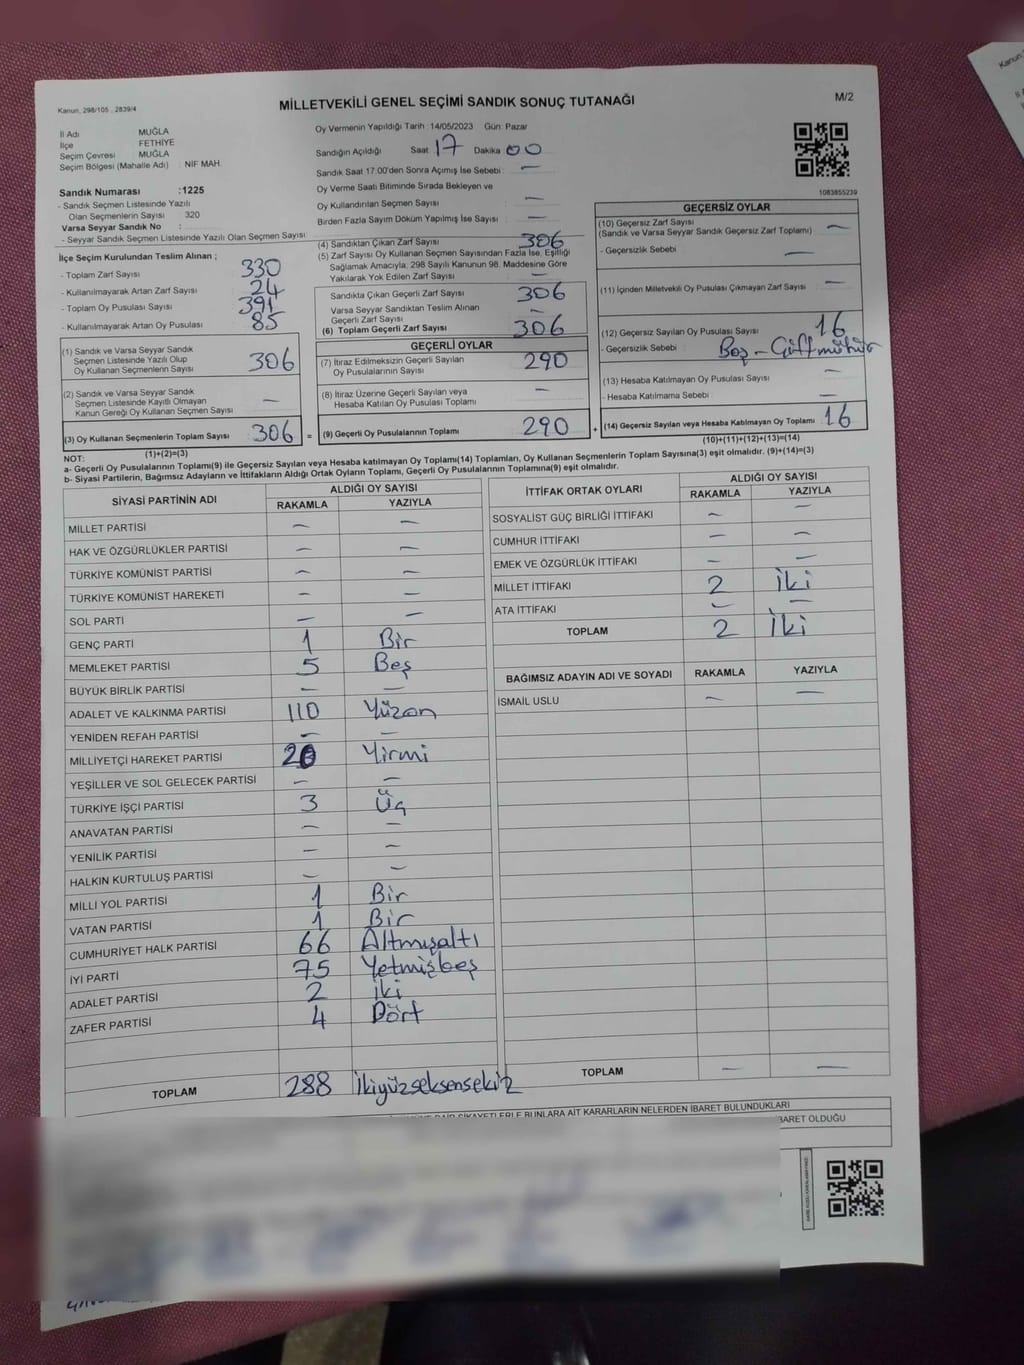 Kanun, 298/105 , 2839/4
MİLLETVEKİLİ GENEL SEÇİMİ SANDIK SONUÇ TUTANAĞI
M/2
İl Adı MUĞLA
İlçe FETHİYE
Seçim Çevresi MUĞLA
Seçim Bölgesi (Mahalle Adı) : NİF MAH.
Oy Vermenin Yapıldığı Tarih :14/05/2023 Gün: Pazar
Sandığın Açıldığı Saat 17 Dakika 00
Sandık Saat 17:00'den Sonra Açımış İse Sebebi : —
Oy Verme Saati Bitiminde Sırada Bekleyen ve
Oy Kullandırılan Seçmen Sayısı : —
Birden Fazla Sayım Döküm Yapılmış İse Sayısı : —
1083855239
Sandık Numarası :1225
- Sandık Seçmen Listesinde Yazılı
Olan Seçmenlerin Sayısı 320
Varsa Seyyar Sandık No :
- Seyyar Sandık Seçmen Listesinde Yazılı Olan Seçmen Sayısı
İlçe Seçim Kurulundan Teslim Alınan ;
- Toplam Zarf Sayısı 330
- Kullanılmayarak Artan Zarf Sayısı 24
- Toplam Oy Pusulası Sayısı 391
- Kullanılmayarak Artan Oy Pusulası 85
(1) Sandık ve Varsa Seyyar Sandık
Seçmen Listesinde Yazılı Olup
Oy Kullanan Seçmenlerin Sayısı 306
(2) Sandık ve Varsa Seyyar Sandık
Seçmen Listesinde Kayıtlı Olmayan
Kanun Gereği Oy Kullanan Seçmen Sayısı —
(3) Oy Kullanan Seçmenlerin Toplam Sayısı 306 =
(1)+(2)=(3)
(4) Sandıktan Çıkan Zarf Sayısı 306
(5) Zarf Sayısı Oy Kullanan Seçmen Sayısından Fazla İse, Eşitliği
Sağlamak Amacıyla, 298 Sayılı Kanunun 98. Maddesine Göre
Yakılarak Yok Edilen Zarf Sayısı —
Sandıkta Çıkan Geçerli Zarf Sayısı 306
Varsa Seyyar Sandıktan Teslim Alınan
Geçerli Zarf Sayısı —
(6) Toplam Geçerli Zarf Sayısı 306
GEÇERLİ OYLAR
(7) İtiraz Edilmeksizin Geçerli Sayılan
Oy Pusulalarının Sayısı 290
(8) İtiraz Üzerine Geçerli Sayılan veya
Hesaba Katılan Oy Pusulası Toplamı —
(9) Geçerli Oy Pusulalarının Toplamı 290 +
GEÇERSİZ OYLAR
(10) Geçersiz Zarf Sayısı
(Sandık ve Varsa Seyyar Sandık Geçersiz Zarf Toplamı) —
- Geçersizlik Sebebi —
(11) İçinden Milletvekili Oy Pusulası Çıkmayan Zarf Sayısı —
(12) Geçersiz Sayılan Oy Pusulası Sayısı 16
- Geçersizlik Sebebi : Boş - Çift mühür
(13) Hesaba Katılmayan Oy Pusulası Sayısı —
- Hesaba Katılmama Sebebi —
(14) Geçersiz Sayılan veya Hesaba Katılmayan Oy Toplamı 16
(10)+(11)+(12)+(13)=(14)
NOT:
a- Geçerli Oy Pusulalarının Toplamı(9) ile Geçersiz Sayılan veya Hesaba katılmayan Oy Toplamı(14) Toplamları, Oy Kullanan Seçmenlerin Toplam Sayısına(3) eşit olmalıdır. (9)+(14)=(3)
b- Siyasi Partilerin, Bağımsız Adayların ve İttifakların Aldığı Ortak Oyların Toplamı, Geçerli Oy Pusulalarının Toplamına(9) eşit olmalıdır.
SİYASİ PARTİNİN ADI ALDIĞI OY SAYISI
RAKAMLA YAZIYLA
MİLLET PARTİSİ — —
HAK VE ÖZGÜRLÜKLER PARTİSİ — —
TÜRKİYE KOMÜNİST PARTİSİ — —
TÜRKİYE KOMÜNİST HAREKETİ — —
SOL PARTİ — —
GENÇ PARTİ 1 Bir
MEMLEKET PARTİSİ 5 Beş
BÜYÜK BİRLİK PARTİSİ — —
ADALET VE KALKINMA PARTİSİ 110 Yüzon
YENİDEN REFAH PARTİSİ — —
MİLLİYETÇİ HAREKET PARTİSİ 20 Yirmi
YEŞİLLER VE SOL GELECEK PARTİSİ — —
TÜRKİYE İŞÇİ PARTİSİ 3 Üç
ANAVATAN PARTİSİ — —
YENİLİK PARTİSİ — —
HALKIN KURTULUŞ PARTİSİ — —
MİLLİ YOL PARTİSİ 1 Bir
VATAN PARTİSİ 1 Bir
CUMHURİYET HALK PARTİSİ 66 Altmışaltı
İYİ PARTİ 75 Yetmişbeş
ADALET PARTİSİ 2 İki
ZAFER PARTİSİ 4 Dört
TOPLAM 288 İkiyüzseksensekiz
İTTİFAK ORTAK OYLARI ALDIĞI OY SAYISI
RAKAMLA YAZIYLA
SOSYALİST GÜÇ BİRLİĞİ İTTİFAKI — —
CUMHUR İTTİFAKI — —
EMEK VE ÖZGÜRLÜK İTTİFAKI — —
MİLLET İTTİFAKI 2 İki
ATA İTTİFAKI — —
TOPLAM 2 İki
BAĞIMSIZ ADAYIN ADI VE SOYADI RAKAMLA YAZIYLA
İSMAİL USLU — —
TOPLAM — —
ŞİKAYETLERLE BUNLARA AİT KARARLARIN NELERDEN İBARET BULUNDUKLARI
İBARET OLDUĞU